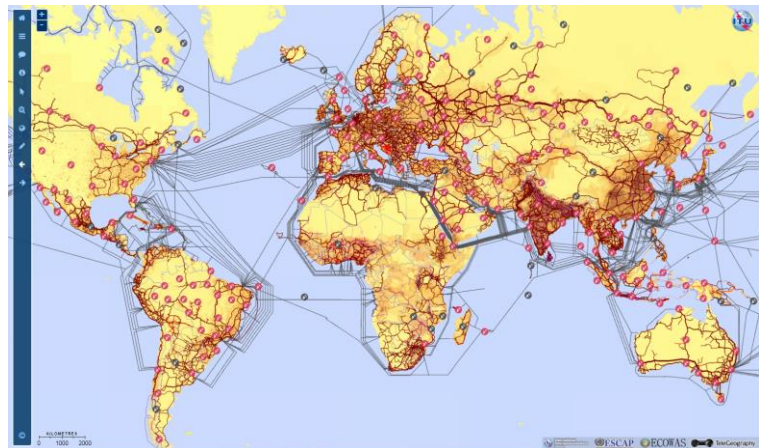 +
-
ITU
KILOMETRES
0 1000 2000
ESCAP
ECOWAS
TeleGeography